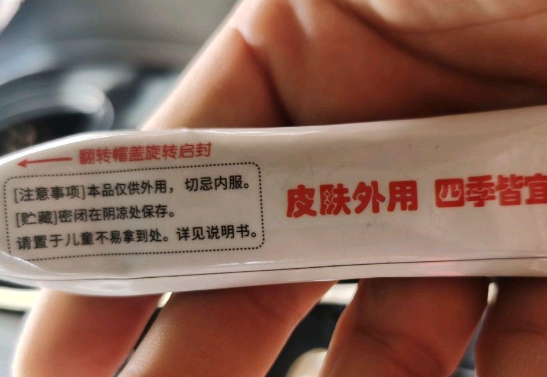 翻转帽盖旋转启封
[注意事项]本品仅供外用，切忌内服。
[贮藏]密闭在阴凉处保存。
请置于儿童不易拿到处。详见说明书。
皮肤外用 四季皆宜